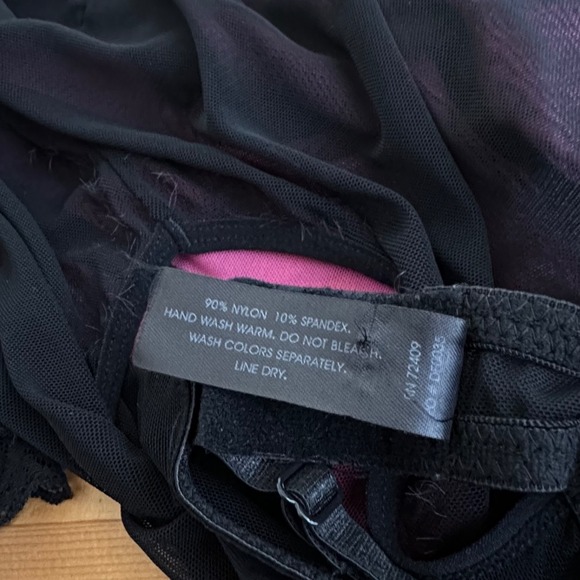 90% NYLON 10% SPANDEX.
HAND WASH WARM. DO NOT BLEACH.
WASH COLORS SEPARATELY.
LINE DRY.
RN 72409